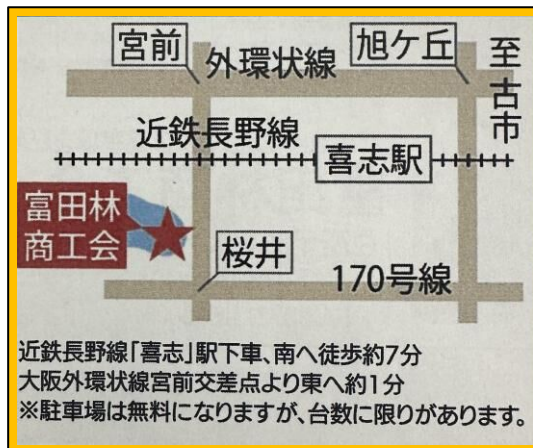 宮前
外環状線
旭ケ丘
至古市
近鉄長野線
喜志駅
富田林
商工会
桜井
170号線
近鉄長野線「喜志」駅下車、南へ徒歩約7分
大阪外環状線宮前交差点より東へ約1分
※駐車場は無料になりますが、台数に限りがあります。